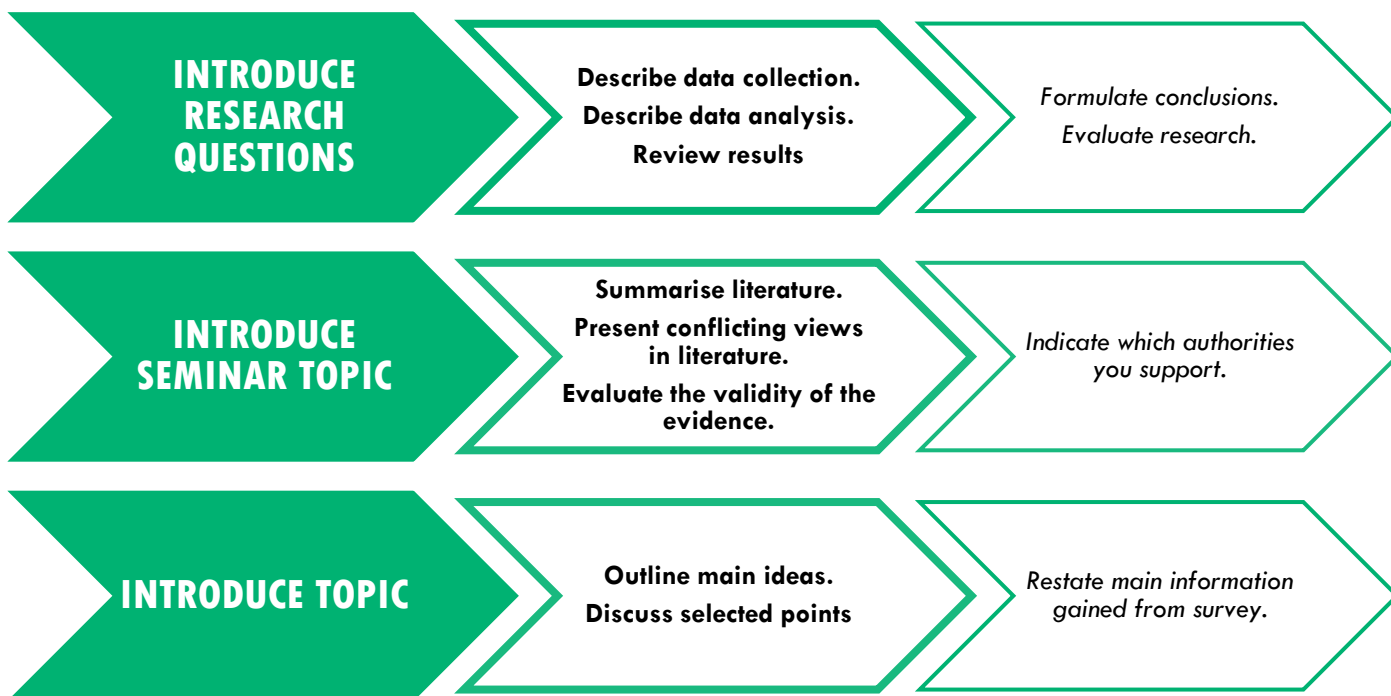 INTRODUCE
RESEARCH
QUESTIONS
Describe data collection.
Describe data analysis.
Review results
Formulate conclusions.
Evaluate research.
INTRODUCE
SEMINAR TOPIC
Summarise literature.
Present conflicting views
in literature.
Evaluate the validity of the
evidence.
Indicate which authorities
you support.
INTRODUCE TOPIC
Outline main ideas.
Discuss selected points
Restate main information
gained from survey.